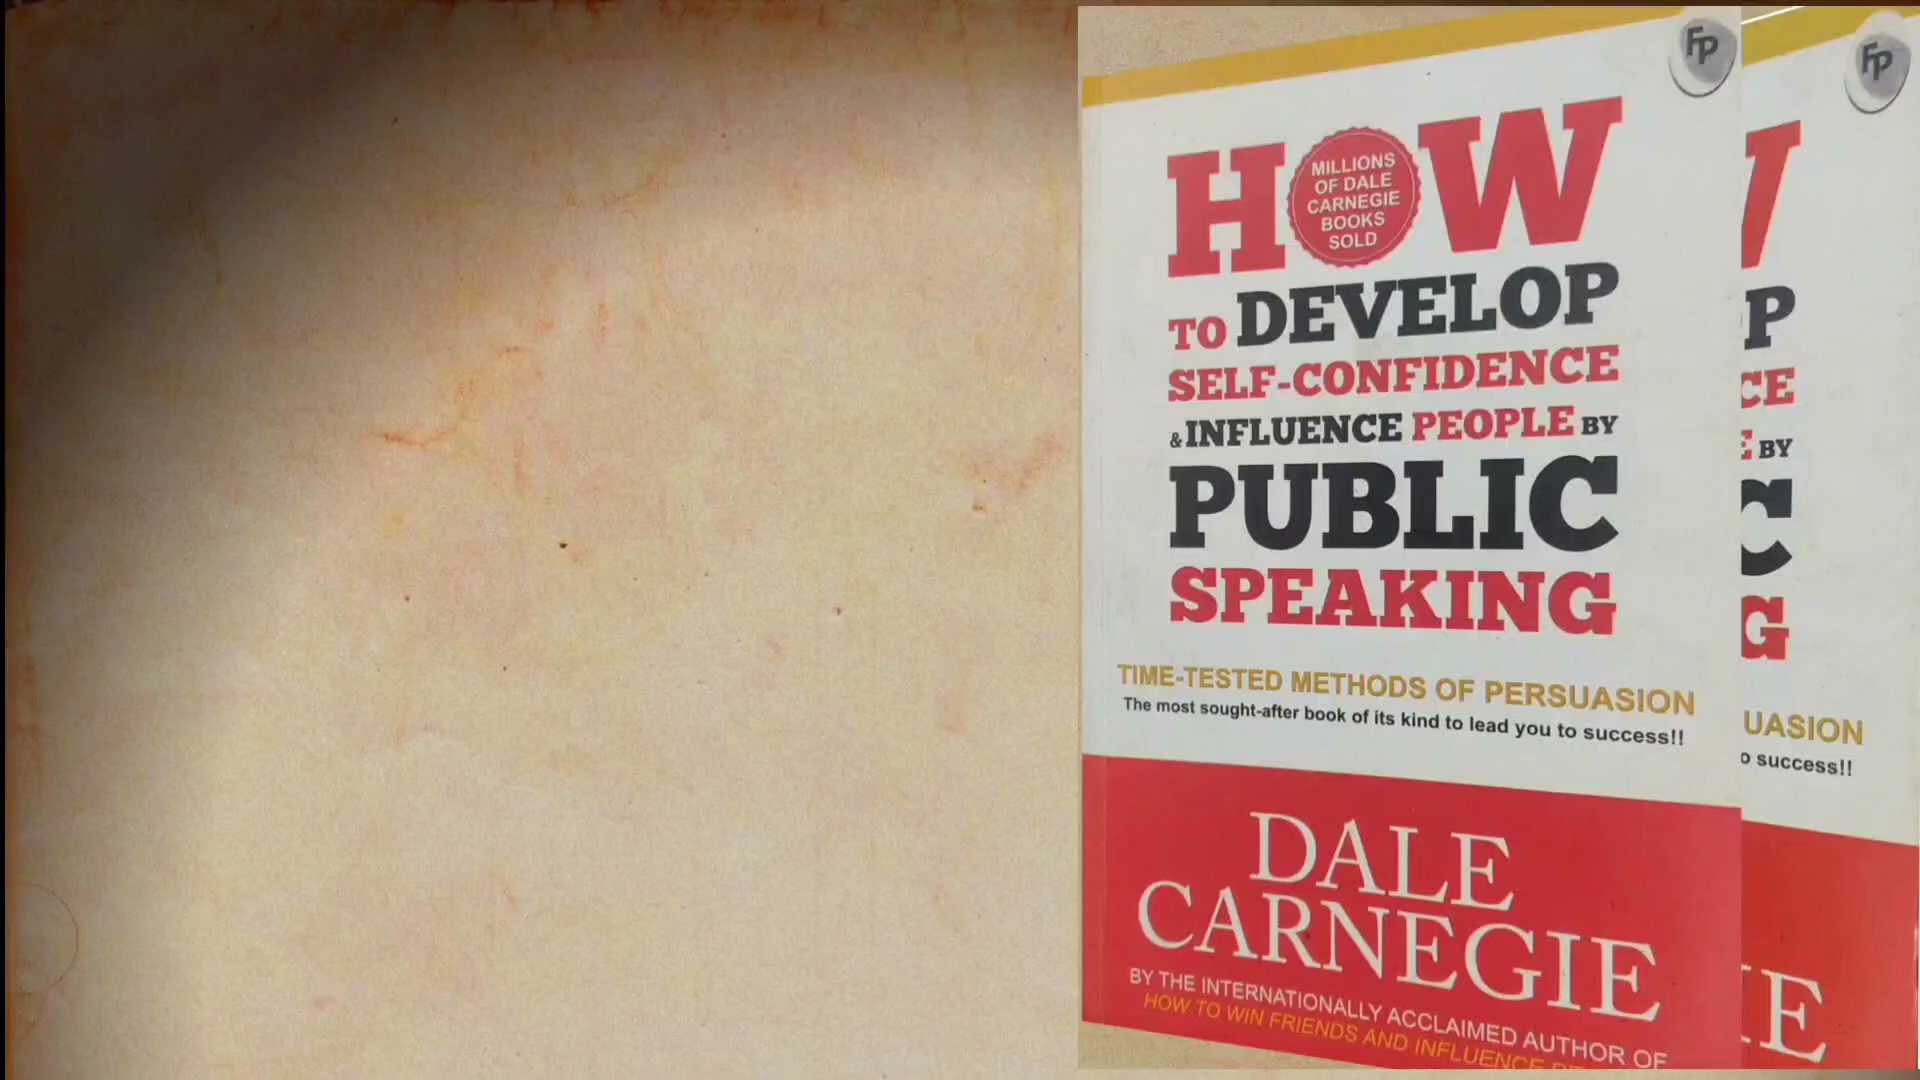 FP
HOW
MILLIONS
OF DALE
CARNEGIE
BOOKS
SOLD
TO DEVELOP
SELF-CONFIDENCE
& INFLUENCE PEOPLE BY
PUBLIC
SPEAKING
TIME-TESTED METHODS OF PERSUASION
The most sought-after book of its kind to lead you to success!!
DALE
CARNEGIE
BY THE INTERNATIONALLY ACCLAIMED AUTHOR OF
HOW TO WIN FRIENDS AND INFLUENCE
FP
W
P
CE
E BY
C
G
UASION
o success!!
IE